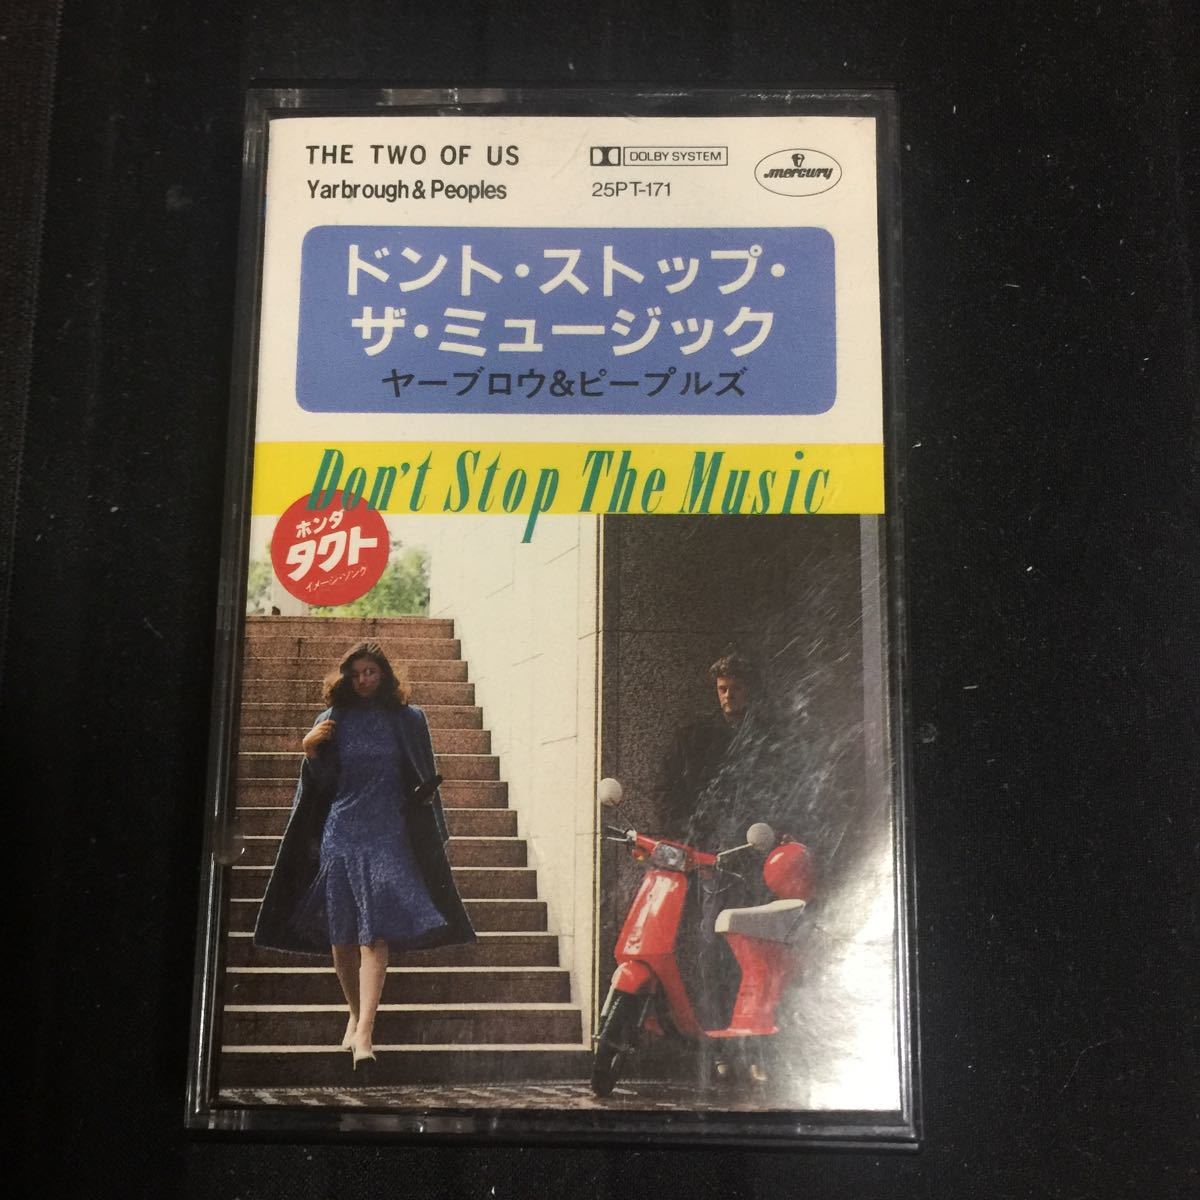 THE TWO OF US
Yarbrough & Peoples
DOLBY SYSTEM
25PT-171
mercury
ドント・ストップ・
ザ・ミュージック
ヤーブロウ&ピープルズ
Don't Stop The Music
ホンダ
タクト
イメージ・ソング